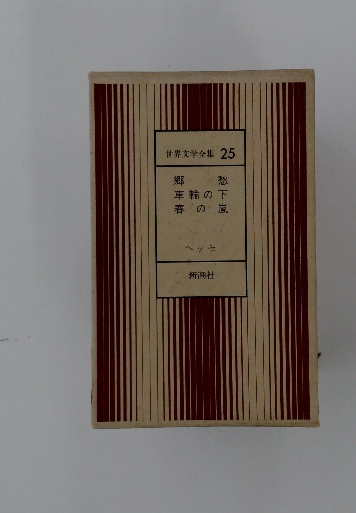 世界文学全集 25
郷愁
車輪の下
春の嵐
ヘッセ
新潮社